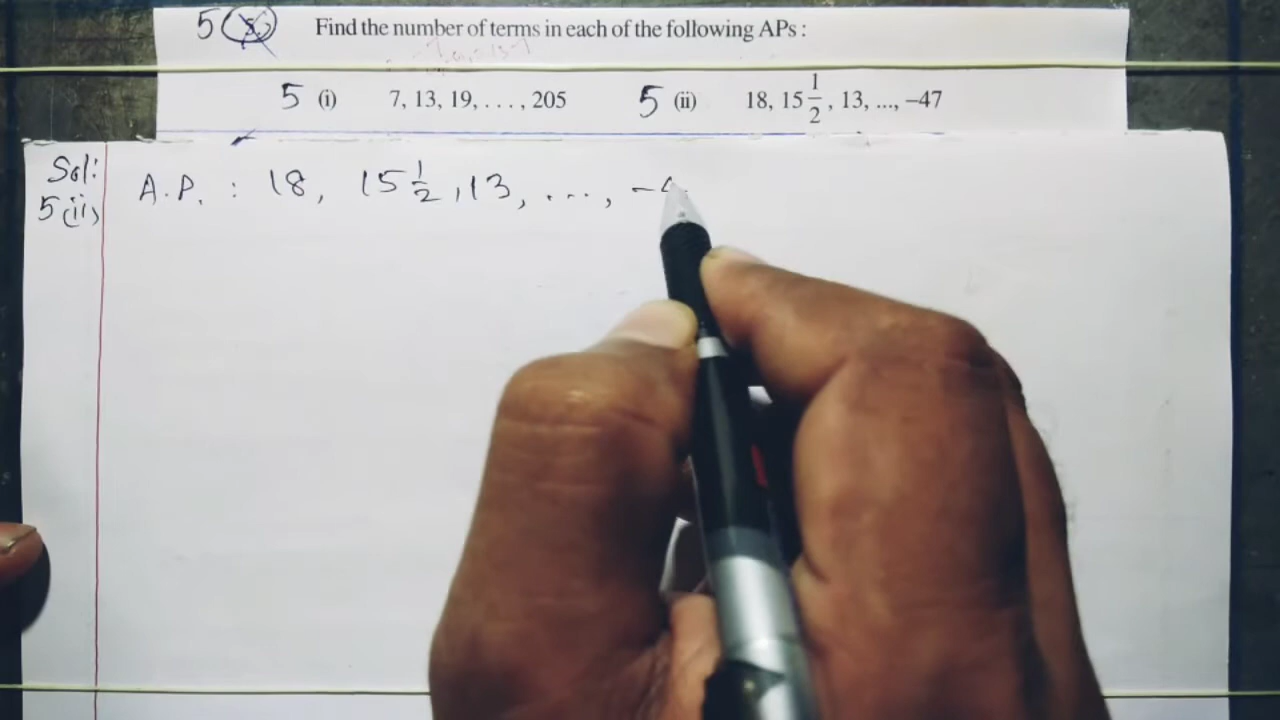 5 5. Find the number of terms in each of the following APs :
5 (i) 7, 13, 19, . . . , 205 5 (ii) 18, 15 1/2, 13, ..., –47
Sol:
5(ii)
A.P. : 18, 15 1/2, 13, ..., -4